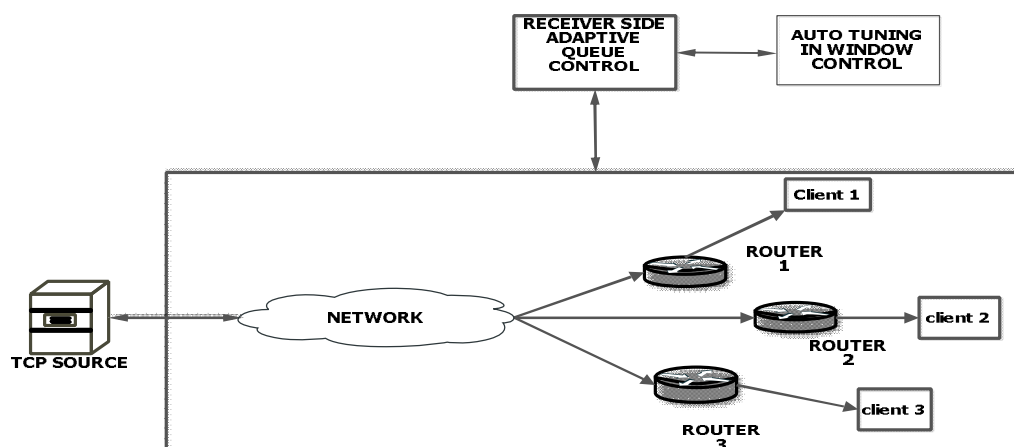 RECEIVER SIDE
ADAPTIVE
QUEUE
CONTROL
AUTO TUNING
IN WINDOW
CONTROL
Client 1
ROUTER
1
NETWORK
TCP SOURCE
client 2
ROUTER
2
client 3
ROUTER
3